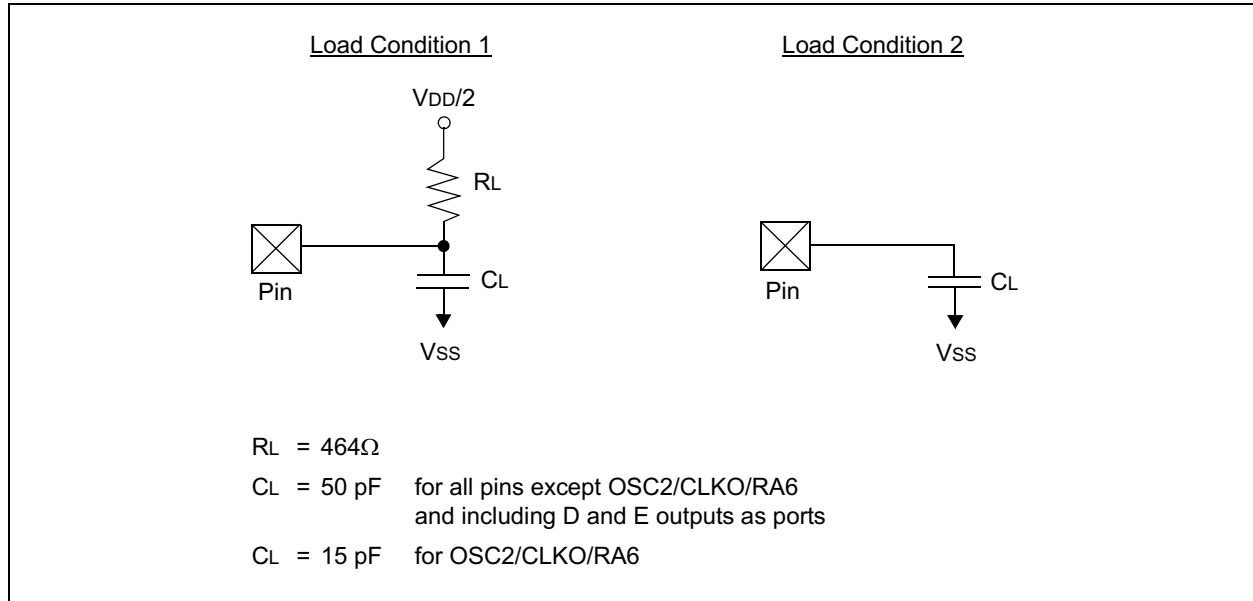 Load Condition 1
Load Condition 2
VDD/2
RL
Pin
CL
VSS
Pin
CL
VSS
RL = 464Ω
CL = 50 pF for all pins except OSC2/CLKO/RA6
and including D and E outputs as ports
CL = 15 pF for OSC2/CLKO/RA6